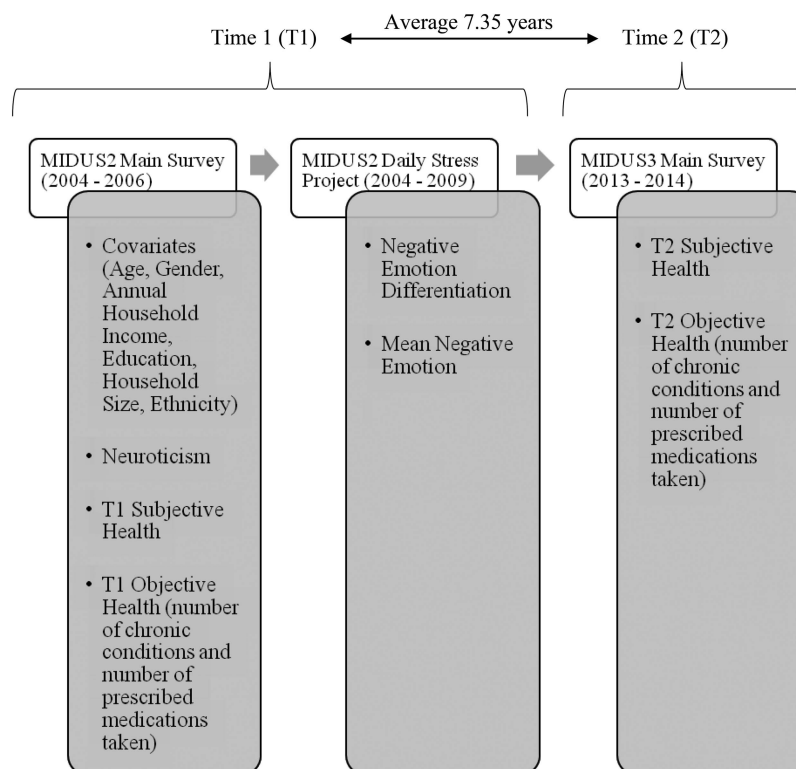 Time 1 (T1)
Average 7.35 years
Time 2 (T2)
MIDUS2 Main Survey
(2004 - 2006)
• Covariates
(Age, Gender,
Annual
Household
Income,
Education,
Household
Size, Ethnicity)
• Neuroticism
• T1 Subjective
Health
• T1 Objective
Health (number
of chronic
conditions and
number of
prescribed
medications
taken)
MIDUS2 Daily Stress
Project (2004 - 2009)
• Negative
Emotion
Differentiation
• Mean Negative
Emotion
MIDUS3 Main Survey
(2013 - 2014)
• T2 Subjective
Health
• T2 Objective
Health (number
of chronic
conditions and
number of
prescribed
medications
taken)